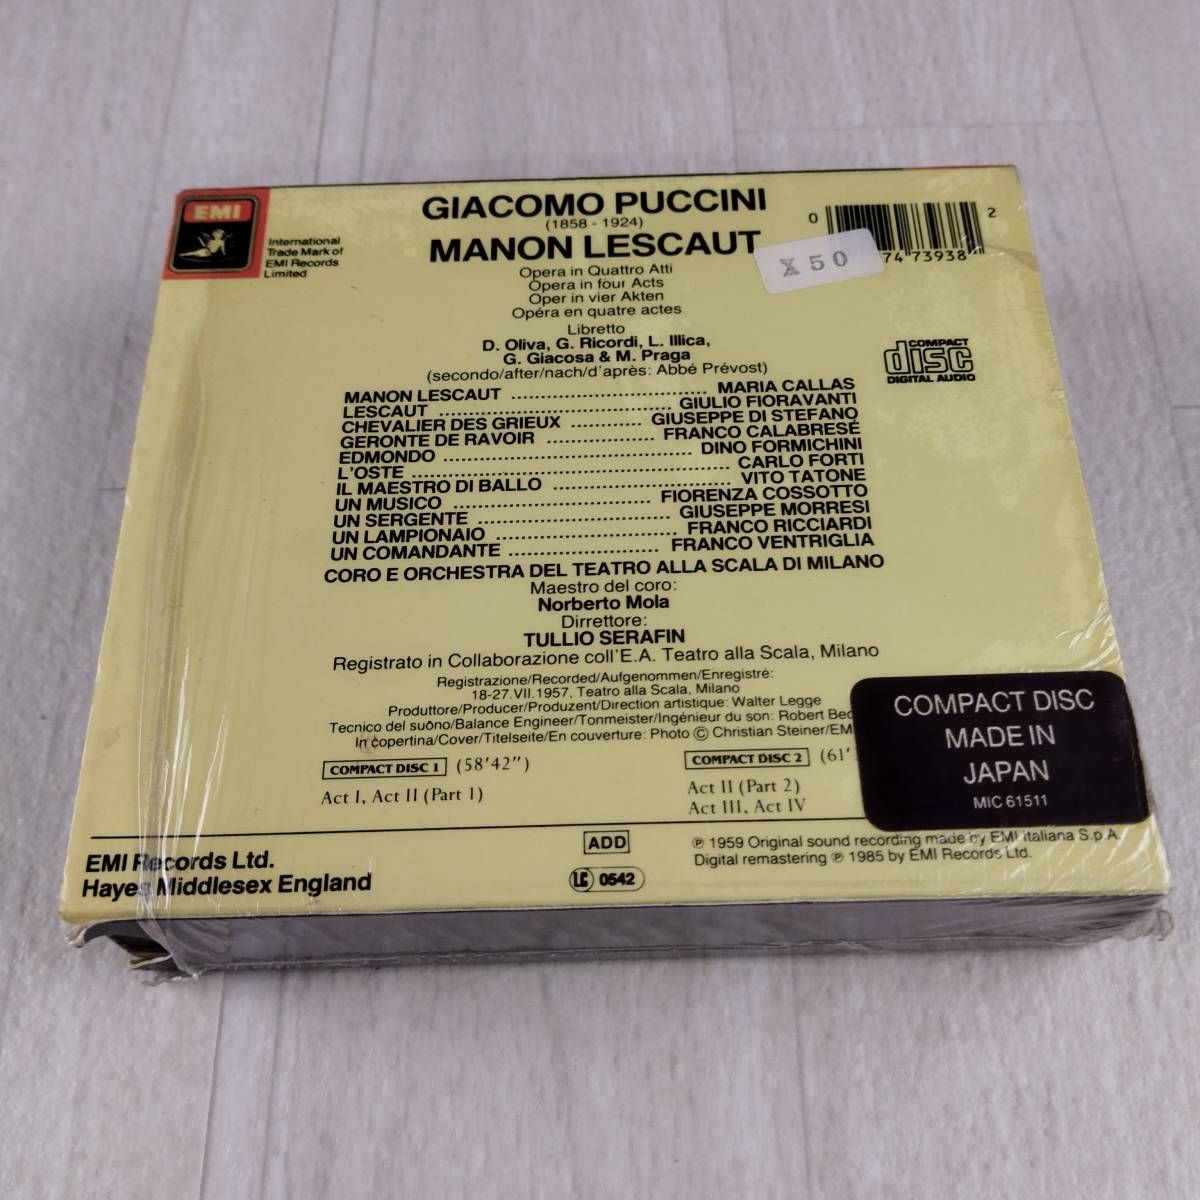 EMI
International
Trade Mark of
EMI Records
Limited
GIACOMO PUCCINI
(1858 - 1924)
MANON LESCAUT
0 74 73938 2
X 50
Opera in Quattro Atti
Opera in four Acts
Oper in vier Akten
Opéra en quatre actes
Libretto
D. Oliva, G. Ricordi, L. Illica,
G. Giacosa & M. Praga
(secondo/after/nach/d'après: Abbé Prévost)
COMPACT
disc
DIGITAL AUDIO
MANON LESCAUT .......... MARIA CALLAS
LESCAUT .......... GIULIO FIORAVANTI
CHEVALIER DES GRIEUX .......... GIUSEPPE DI STEFANO
GERONTE DE RAVOIR .......... FRANCO CALABRESÉ
EDMONDO .......... DINO FORMICHINI
L'OSTE .......... CARLO FORTI
IL MAESTRO DI BALLO .......... VITO TATONE
UN MUSICO .......... FIORENZA COSSOTTO
UN SERGENTE .......... GIUSEPPE MORRESI
UN LAMPIONAIO .......... FRANCO RICCIARDI
UN COMANDANTE .......... FRANCO VENTRIGLIA
CORO E ORCHESTRA DEL TEATRO ALLA SCALA DI MILANO
Maestro del coro:
Norberto Mola
Dirrettore:
TULLIO SERAFIN
Registrato in Collaborazione coll'E.A. Teatro alla Scala, Milano
Registrazione/Recorded/Aufgenommen/Enregistré:
18-27.VII.1957, Teatro alla Scala, Milano
Produttore/Producer/Produzent/Direction artistique: Walter Legge
Tecnico del suōno/Balance Engineer/Tonmeister/Ingénieur du son: Robert
In copertina/Cover/Titelseite/En couverture: Photo © Christian Steiner/EMI
COMPACT DISC 1 (58'42")
Act I, Act II (Part 1)
COMPACT DISC 2 (61'
Act II (Part 2)
Act III, Act IV
COMPACT DISC
MADE IN
JAPAN
MIC 61511
EMI Records Ltd.
Hayes Middlesex England
ADD
LC 0542
℗ 1959 Original sound recording made by EMI Italiana S.p.A.
Digital remastering ℗ 1985 by EMI Records Ltd.